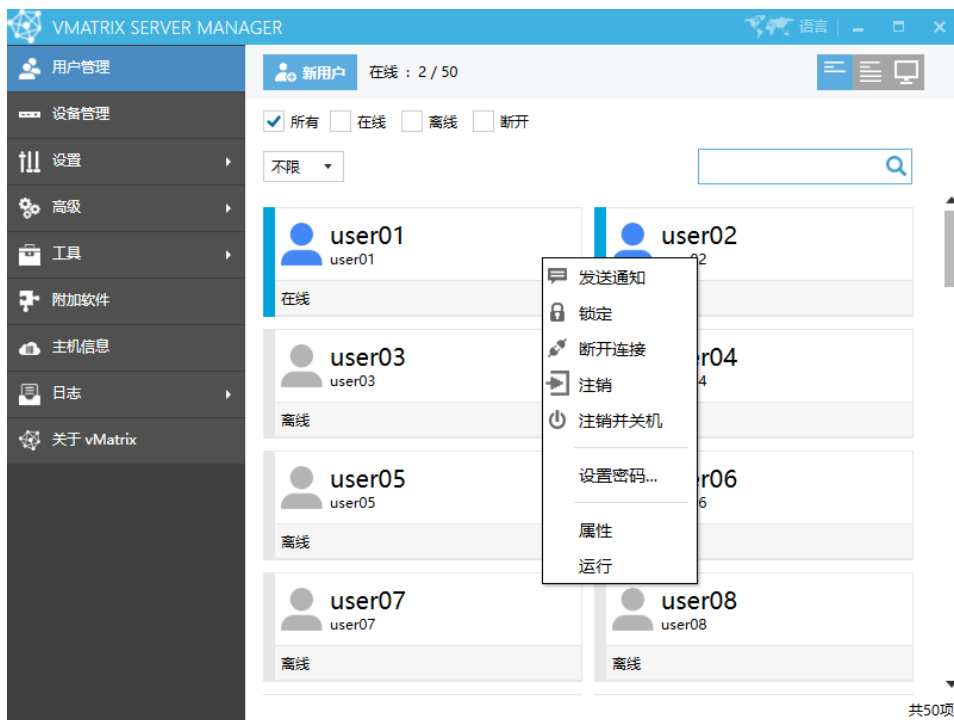 VMATRIX SERVER MANAGER
语言
用户管理
设备管理
设置
高级
工具
附加软件
主机信息
日志
关于 vMatrix
新用户
在线：2 / 50
所有
在线
离线
断开
不限
user01
user01
在线
user02
02
发送通知
锁定
断开连接
注销
注销并关机
设置密码...
属性
运行
user03
user03
离线
r04
4
user05
user05
离线
r06
6
user07
user07
离线
user08
user08
离线
共50项